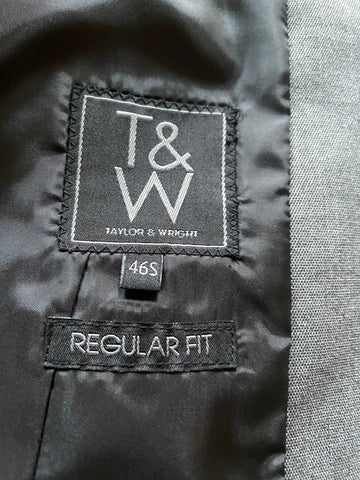 T&
W
TAYLOR & WRIGHT
46S
REGULAR FIT